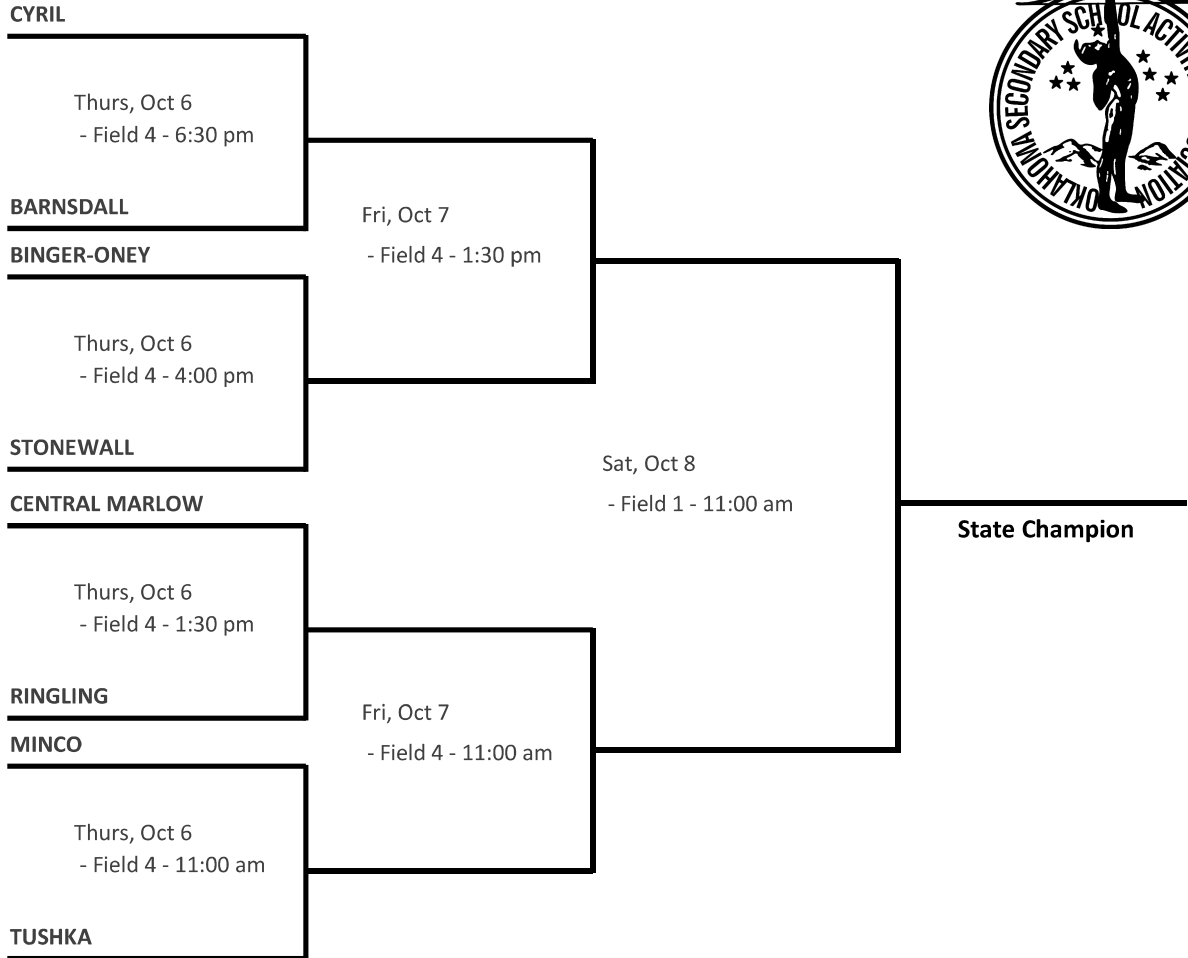 CYRIL
Thurs, Oct 6
- Field 4 - 6:30 pm
BARNSDALL
Fri, Oct 7
- Field 4 - 1:30 pm
BINGER-ONEY
Thurs, Oct 6
- Field 4 - 4:00 pm
STONEWALL
Sat, Oct 8
- Field 1 - 11:00 am
State Champion
CENTRAL MARLOW
Thurs, Oct 6
- Field 4 - 1:30 pm
RINGLING
Fri, Oct 7
- Field 4 - 11:00 am
MINCO
Thurs, Oct 6
- Field 4 - 11:00 am
TUSHKA
OKLAHOMA SECONDARY SCHOOL